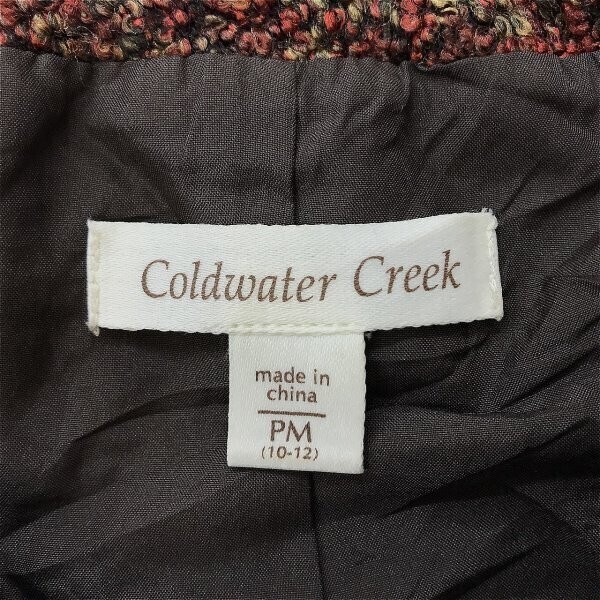 Coldwater Creek
made in
china
PM
(10-12)